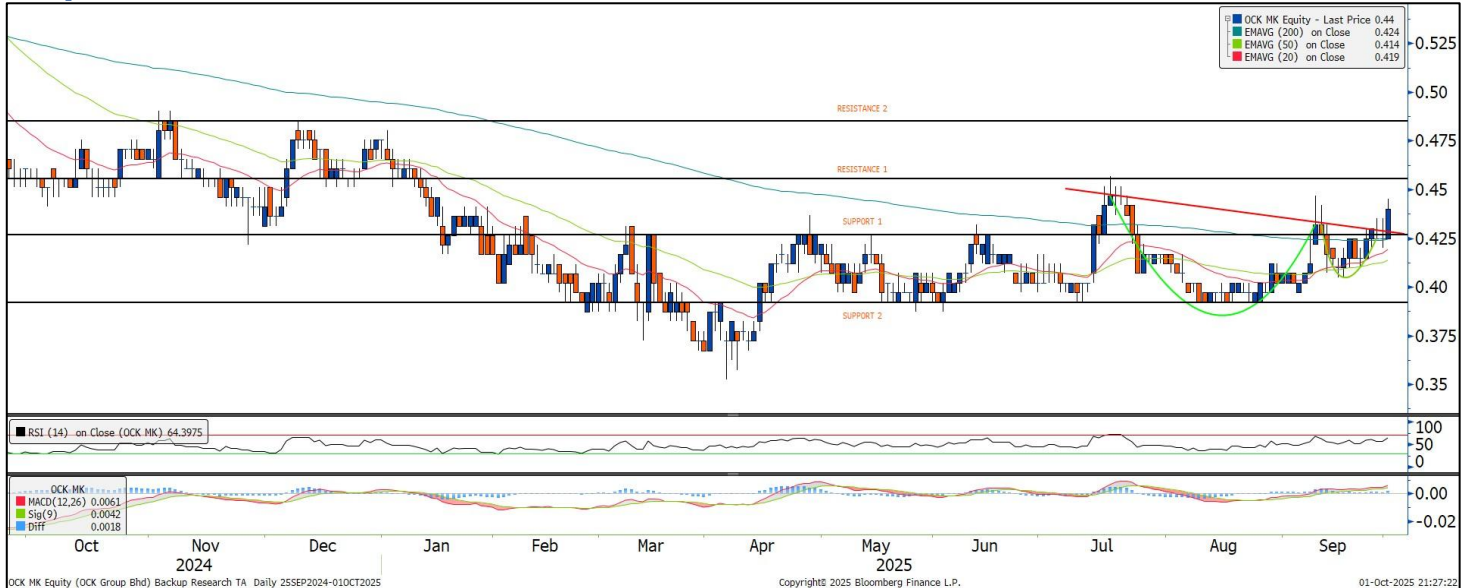 OCK MK Equity - Last Price 0.44
EMAVG (200) on Close 0.424
EMAVG (50) on Close 0.414
EMAVG (20) on Close 0.419
0.525
0.50
RESISTANCE 2
0.475
RESISTANCE 1
0.45
SUPPORT 1
0.425
0.40
SUPPORT 2
0.375
0.35
RSI (14) on Close (OCK MK) 64.3975
100
50
0
OCK MK
MACD(12,26) 0.0061
Sig(9) 0.0042
Diff 0.0018
0.00
-0.02
Oct Nov Dec Jan Feb Mar Apr May Jun Jul Aug Sep
2024 2025
OCK MK Equity (OCK Group Bhd) Backup Research TA Daily 25SEP2024-01OCT2025 Copyright© 2025 Bloomberg Finance L.P. 01-Oct-2025 21:27:22